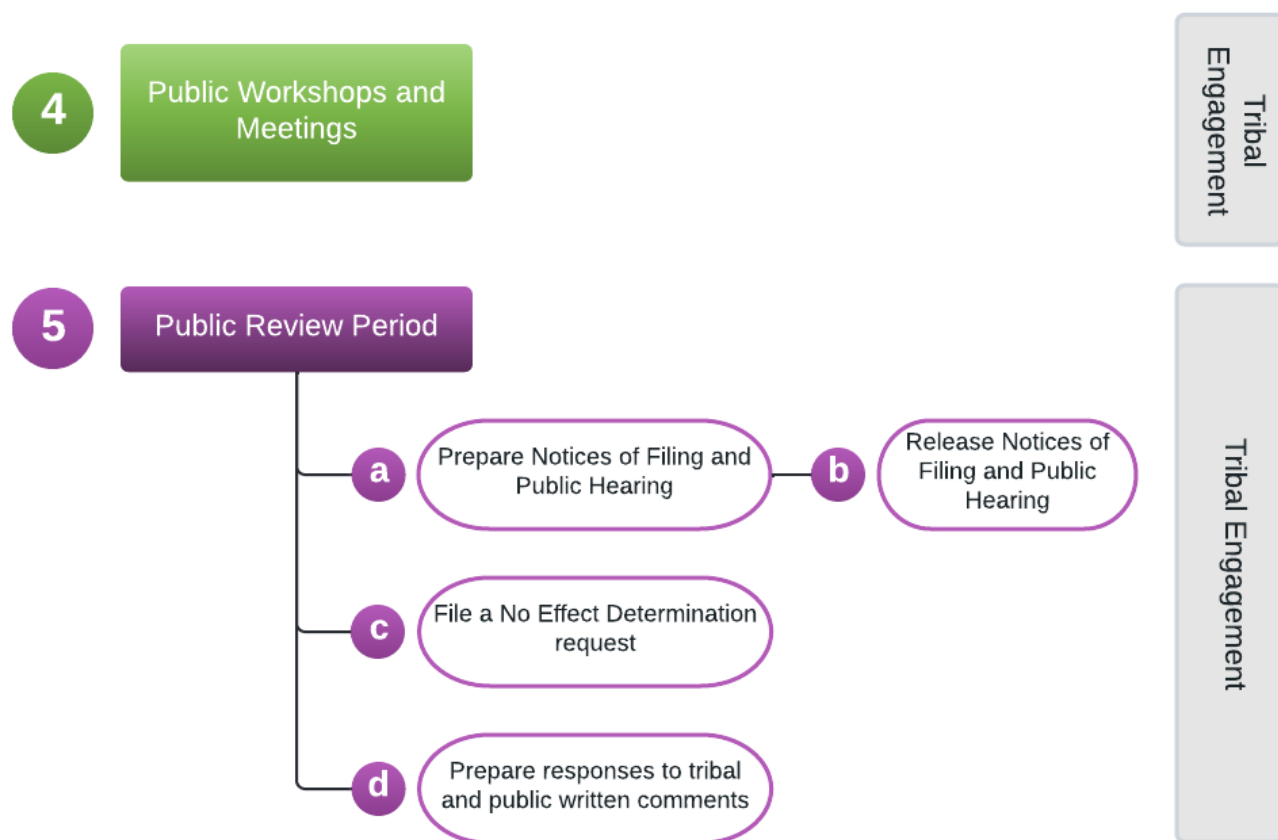 4
Public Workshops and
Meetings
Tribal
Engagement
5
Public Review Period
a
Prepare Notices of Filing and
Public Hearing
b
Release Notices of
Filing and Public
Hearing
c
File a No Effect Determination
request
d
Prepare responses to tribal
and public written comments
Tribal Engagement